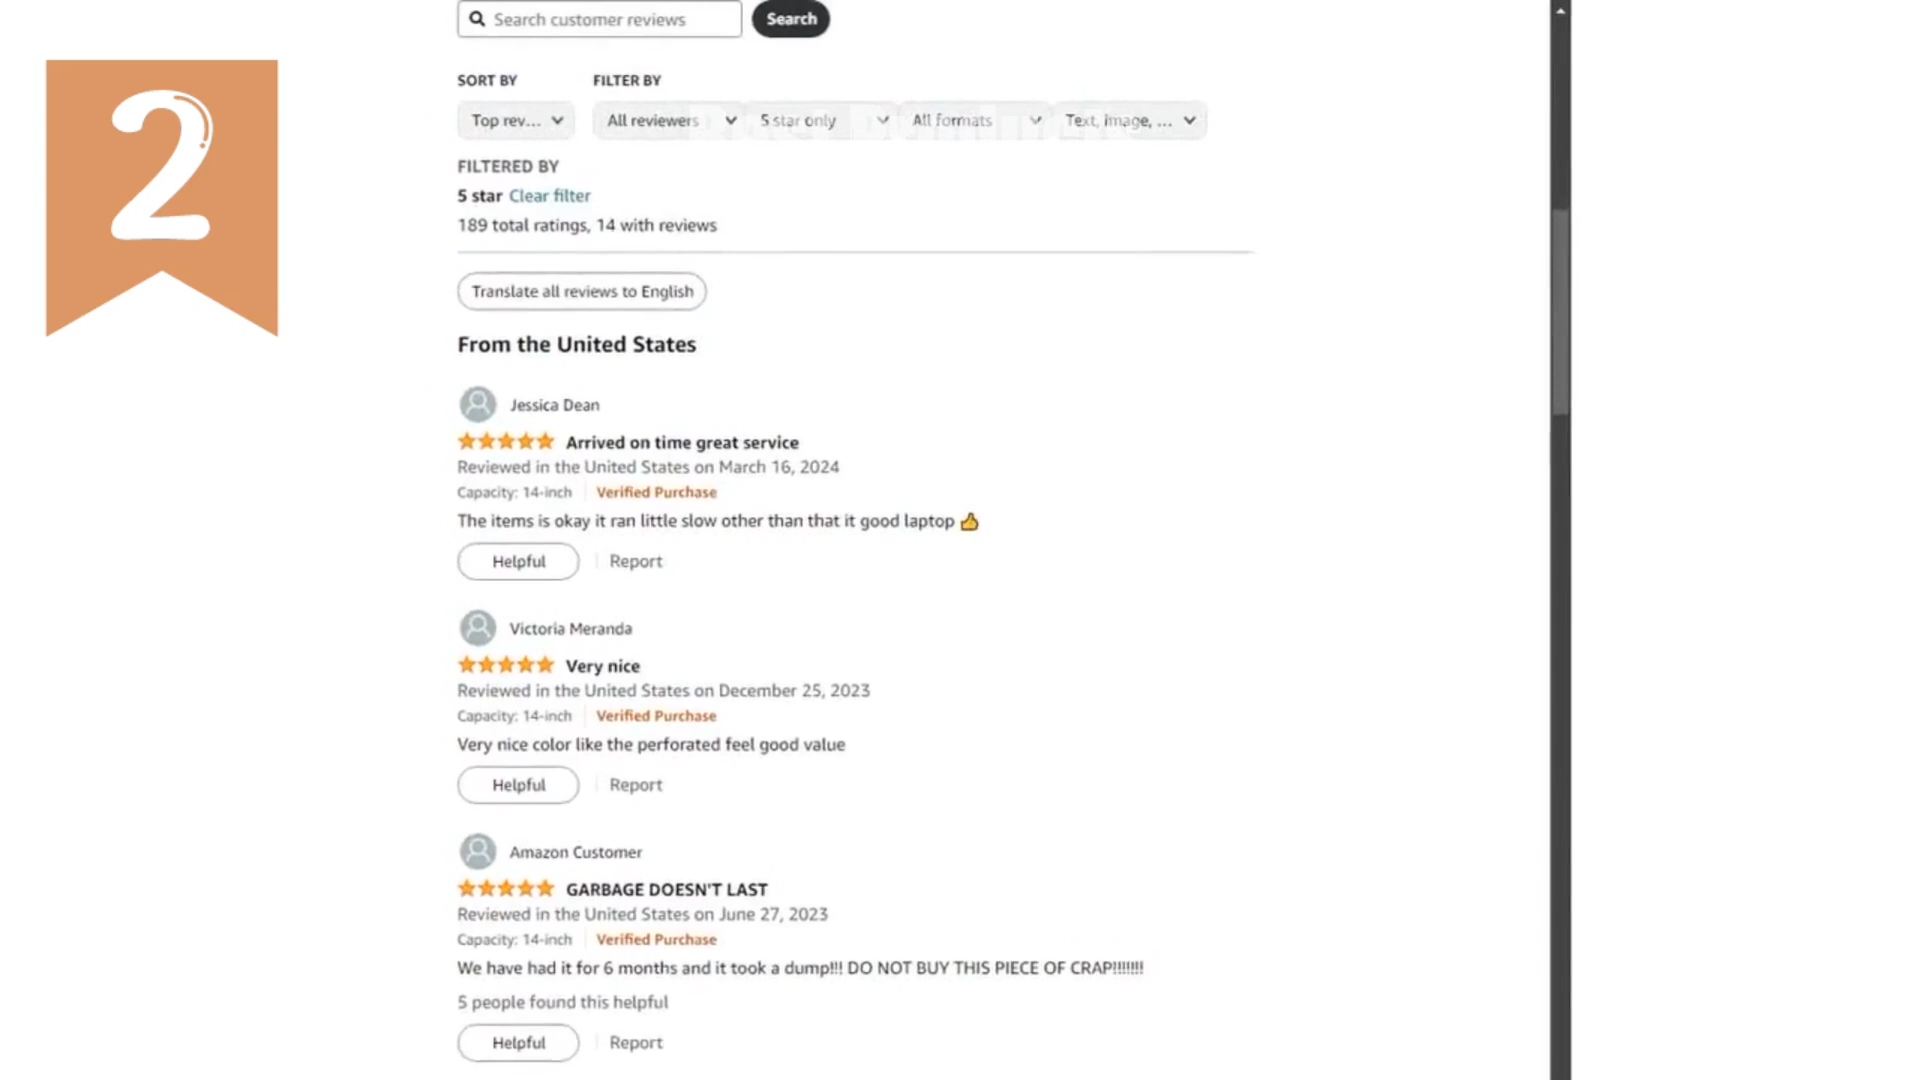 2
Search customer reviews
Search
SORT BY
FILTER BY
Top rev...
All reviewers
5 star only
All formats
Text, image, ...
FILTERED BY
5 star Clear filter
189 total ratings, 14 with reviews
Translate all reviews to English
From the United States
Jessica Dean
Arrived on time great service
Reviewed in the United States on March 16, 2024
Capacity: 14-inch
Verified Purchase
The items is okay it ran little slow other than that it good laptop 👍
Helpful
Report
Victoria Meranda
Very nice
Reviewed in the United States on December 25, 2023
Capacity: 14-inch
Verified Purchase
Very nice color like the perforated feel good value
Helpful
Report
Amazon Customer
GARBAGE DOESN'T LAST
Reviewed in the United States on June 27, 2023
Capacity: 14-inch
Verified Purchase
We have had it for 6 months and it took a dump!!! DO NOT BUY THIS PIECE OF CRAP!!!!!!!
5 people found this helpful
Helpful
Report